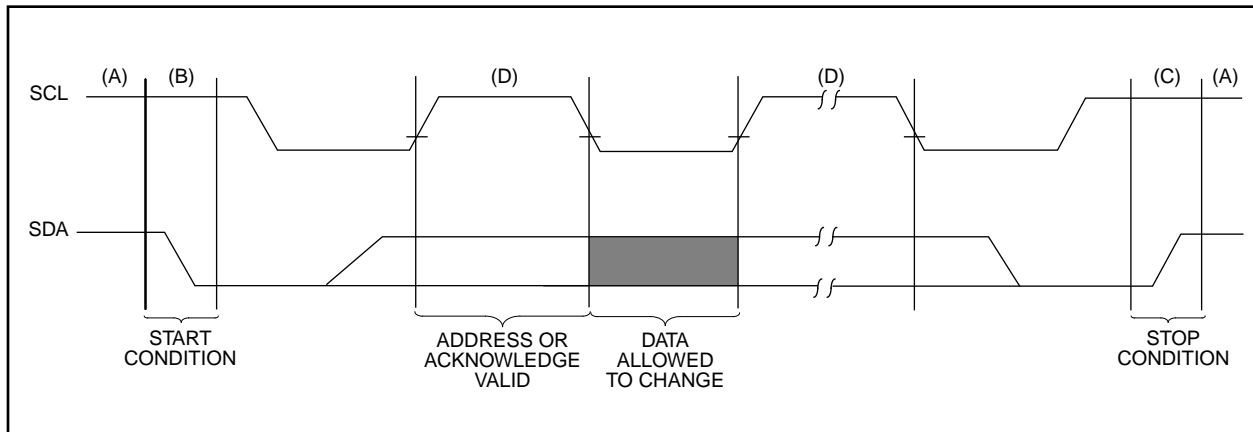 (A) (B) (D) (D) (C) (A)
SCL
SDA
START
CONDITION
ADDRESS OR
ACKNOWLEDGE
VALID
DATA
ALLOWED
TO CHANGE
STOP
CONDITION